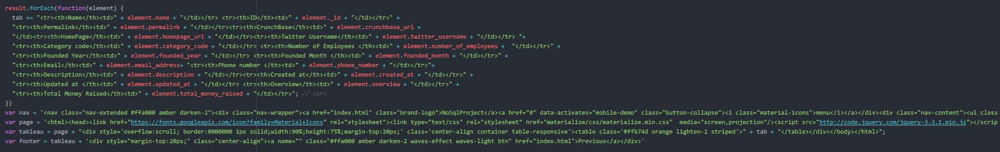 result.forEach(function(element) {
tab += "<tr><th>Name</th><td>" + element.name + "</td></tr> <tr><th>ID</th><td>" + element._id + "</td></tr>" +
"<tr><th>Permalink</th><td>" + element.permalink + "</td></tr><tr><th>CrunchBase</th><td>" + element.crunchbase_url +
"</td><tr><th>HomePage</th><td>" + element.homepage_url + "</td></tr><tr><th>Twitter Username</th><td>" + element.twitter_username + "</td></tr> "+
"<tr><th>Category code</th><td>" + element.category_code + "</td></tr> <tr><th>Number of Employees </th><td>" + element.number_of_employees +  "</td></tr>" +
"<tr><th>Founded Year</th><td>" + element.founded_year + "</td></tr> <tr><th>Founded Month </th><td>" + element.founded_month + "</td></tr>" +
"<tr><th>Email</th><td>" + element.email_address+ "<tr><th>Phone number </th><td>" + element.phone_number + "</td></tr>"+
"<tr><th>Description</th><td>" + element.description + "</td></tr><tr><th>Created at</th><td>" + element.created_at + "</td></tr>" +
"<tr><th>Updated at </th><td>" + element.updated_at + "</td></tr> <tr><th>Overview</th><td>" + element.overview + "</td></tr>" +
"<tr><th>Total Money Raised</th><td>" + element.total_money_raised + "</td></tr>"; // <br>
})
var nav = '<nav class="nav-extended #ffa000 amber darken-2"><div class="nav-wrapper"><a href="index.html" class="brand-logo">NoSqlProject</a><a href="#" data-activates="mobile-demo" class="button-collapse"><i class="material-icons">menu</i></a></div><div class="nav-content"><ul class
var page = '<html><head><link href="https://fonts.googleapis.com/icon?family=Material+Icons" rel="stylesheet"><link type="text/css" rel="stylesheet" href="materialize/css/materialize.min.css"  media="screen,projection"/><script src="http://code.jquery.com/jquery-3.3.1.min.js"></scrip
var tableau = page + "<div style='overflow:scroll; border:#000000 1px solid;width:90%;height:75%;margin-top:20px;' class='center-align container table-responsive'><table class='#ffb74d orange lighten-2 striped'>" + tab + "</table></div></body></html>";
var footer = tableau + '<div style="margin-top:20px;" class="center-align"><a name="" class="#ffa000 amber darken-2 waves-effect waves-light btn" href="index.html">Previous</a></div>'